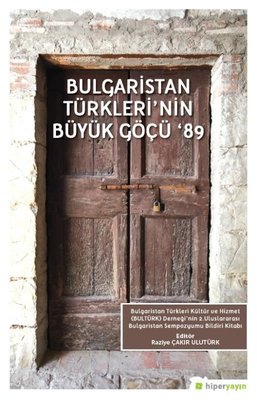 BULGARİSTAN
TÜRKLERİ'NİN
BÜYÜK GÖÇÜ '89
Bulgaristan Türkleri Kültür ve Hizmet
(BULTÜRK) Derneği'nin 2.Uluslararası
Bulgaristan Sempozyumu Bildiri Kitabı
Editör
Raziye ÇAKIR ULUTÜRK
hiperyayın